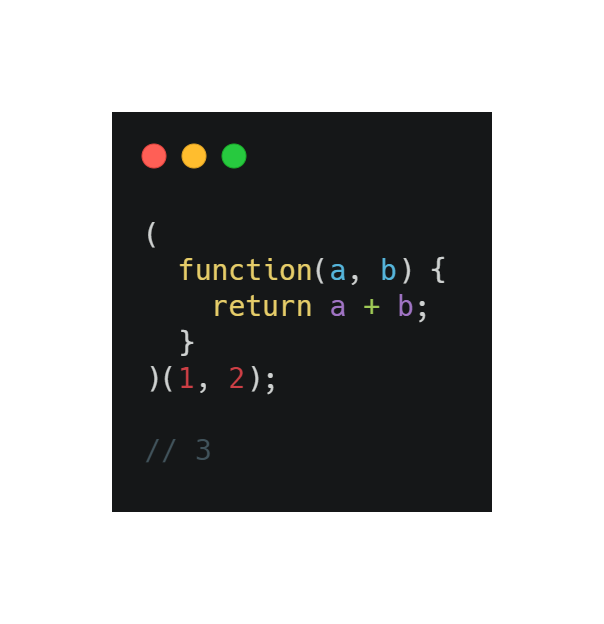 (
  function(a, b) {
    return a + b;
  }
)(1, 2);

// 3